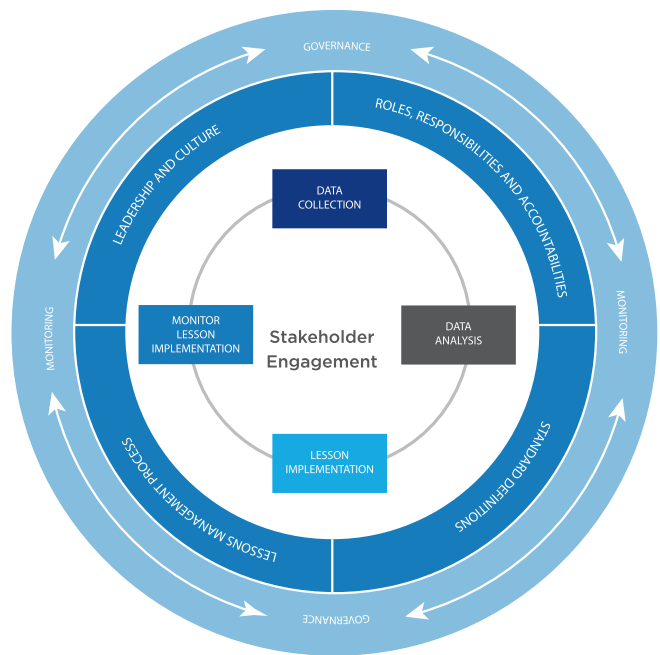 GOVERNANCE
ROLES, RESPONSIBILITIES AND ACCOUNTABILITIES
LEADERSHIP AND CULTURE
DATA
COLLECTION
MONITORING
MONITOR
LESSON
IMPLEMENTATION
Stakeholder
Engagement
DATA
ANALYSIS
MONITORING
LESSON
IMPLEMENTATION
LESSONS MANAGEMENT PROCESS
STANDARD DEFINITIONS
GOVERNANCE